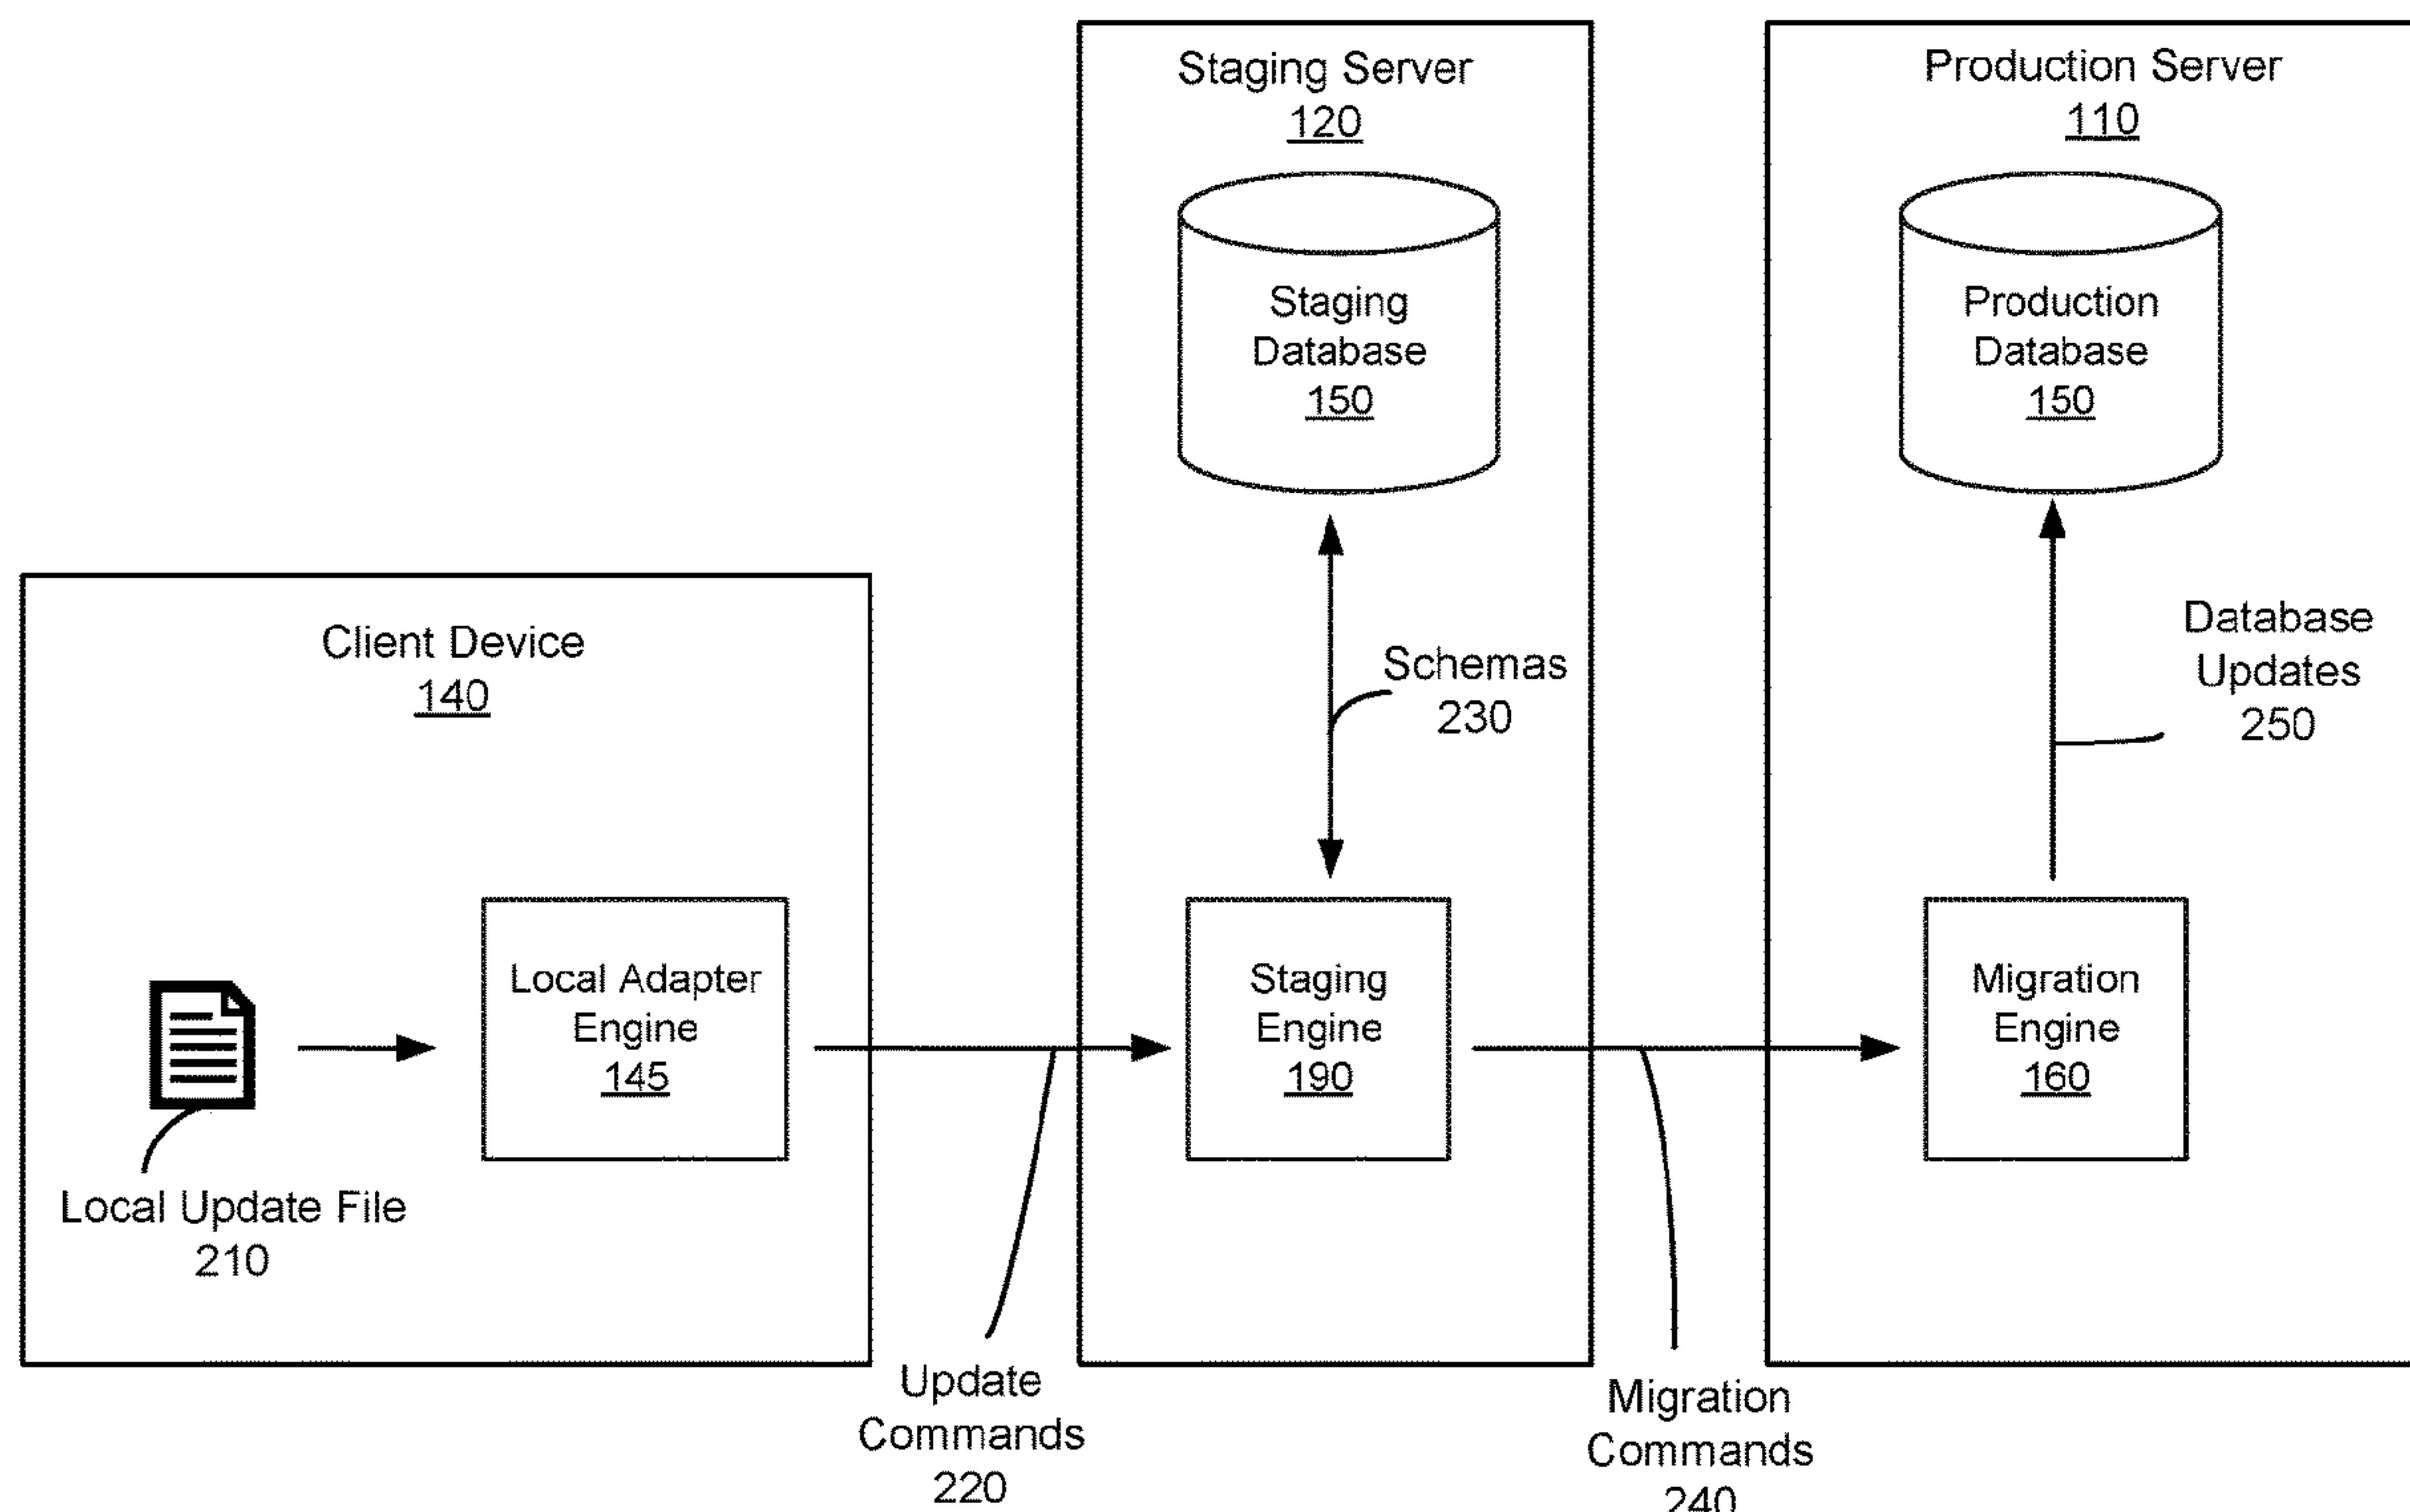 Staging Server
120
Staging
Database
150
Schemas
230
Staging
Engine
190
Production Server
110
Production
Database
150
Database
Updates
250
Migration
Engine
160
Client Device
140
Local Adapter
Engine
145
Local Update File
210
Update
Commands
220
Migration
Commands
240